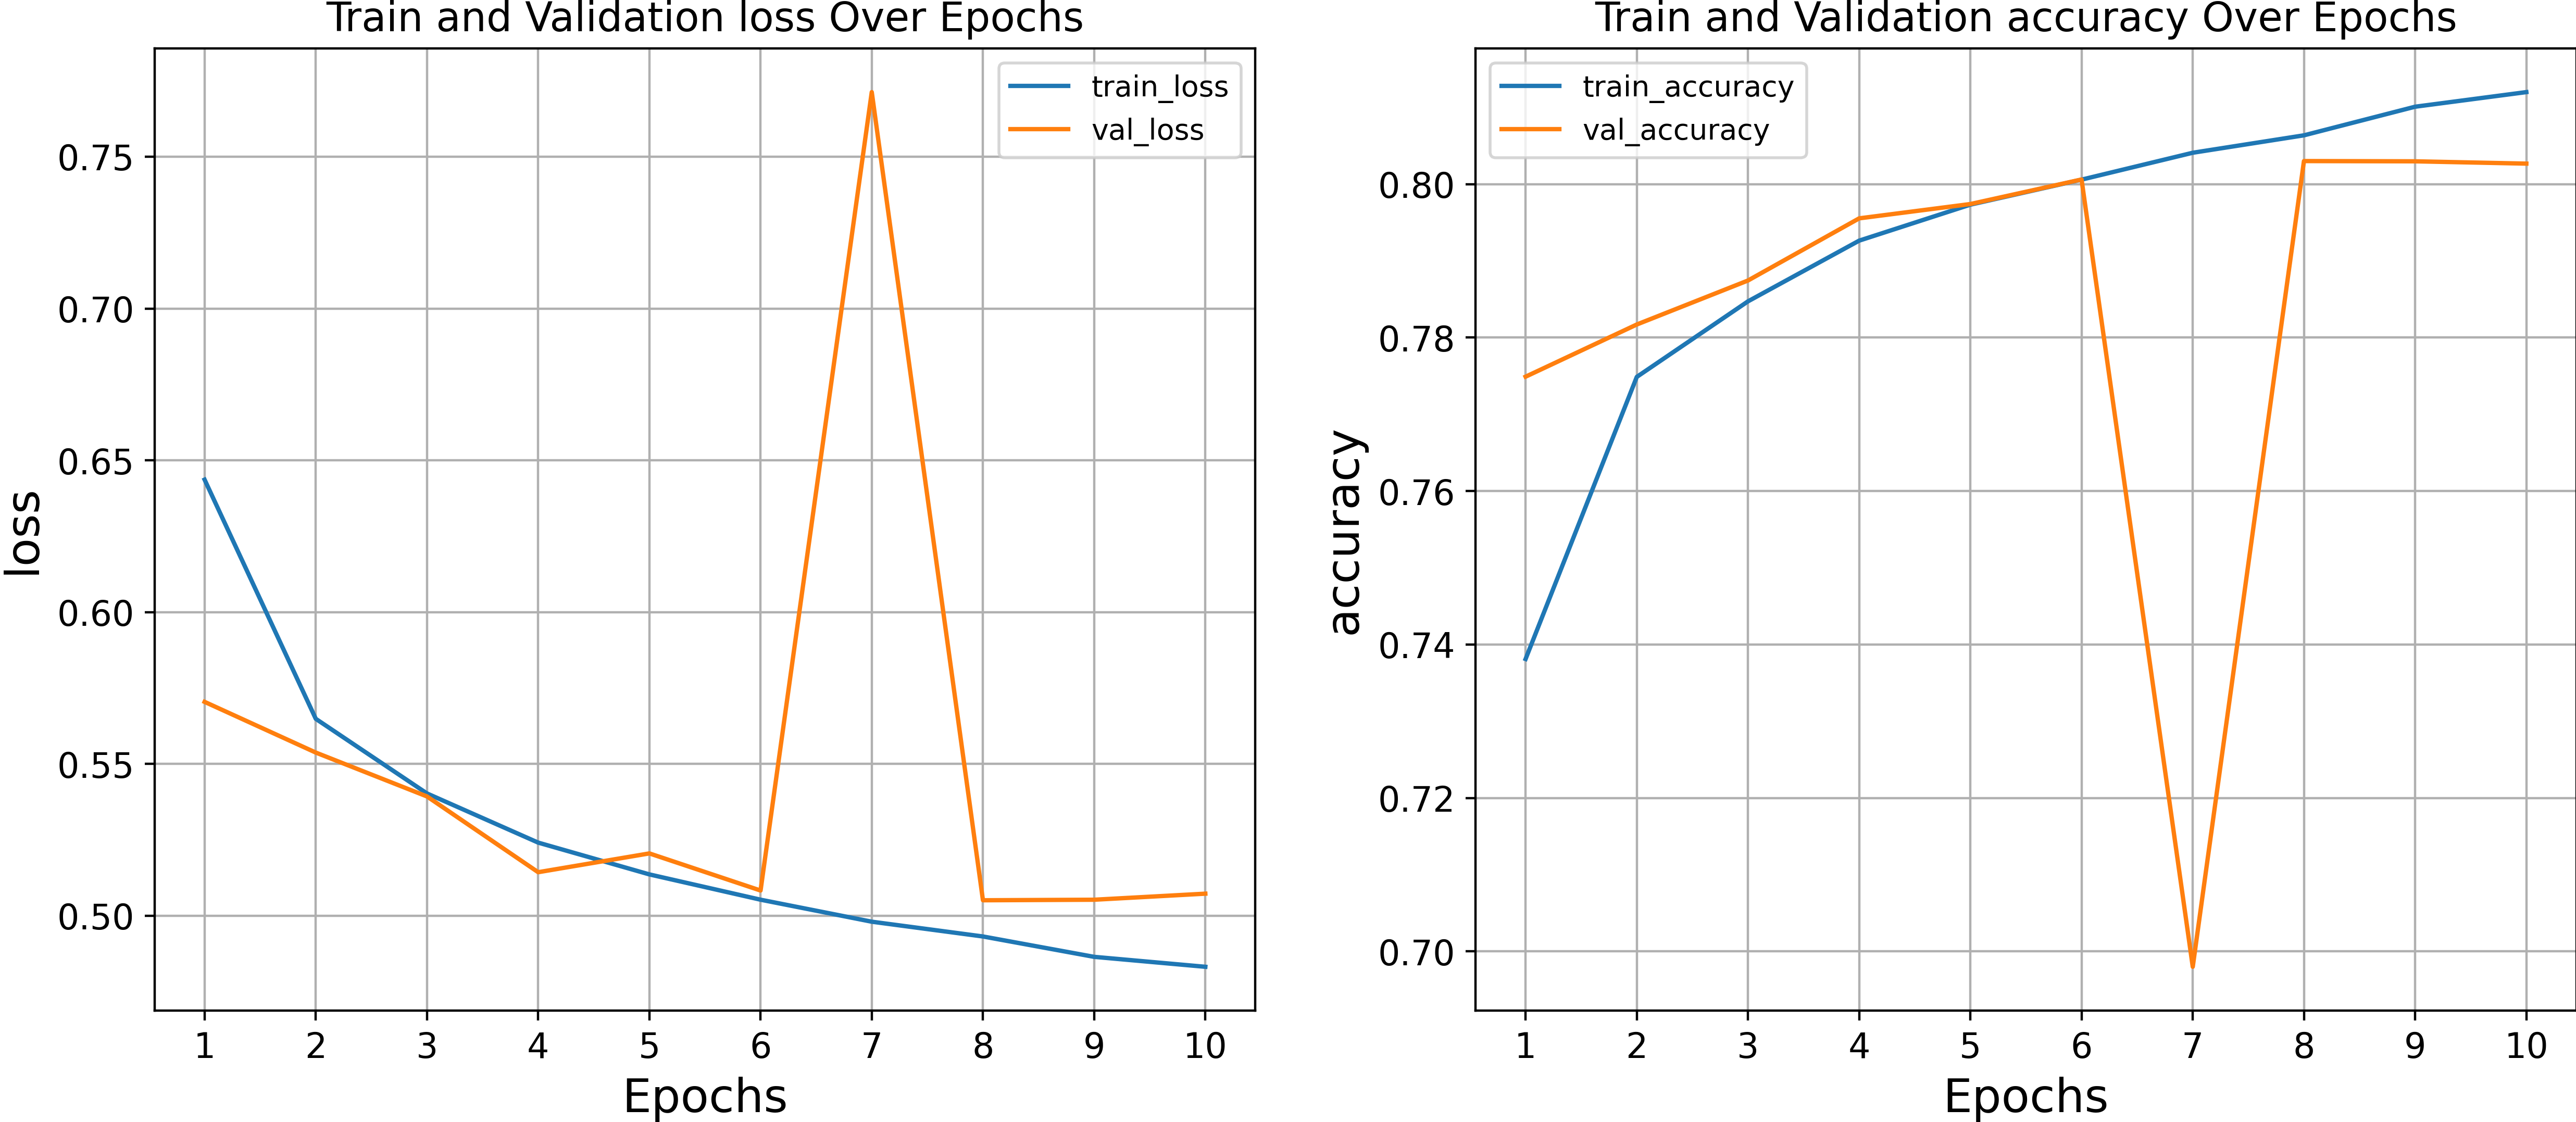 Train and Validation loss Over Epochs
train_loss
val_loss
0.75
0.70
0.65
0.60
0.55
0.50
loss
1 2 3 4 5 6 7 8 9 10
Epochs
Train and Validation accuracy Over Epochs
train_accuracy
val_accuracy
0.80
0.78
0.76
0.74
0.72
0.70
accuracy
1 2 3 4 5 6 7 8 9 10
Epochs